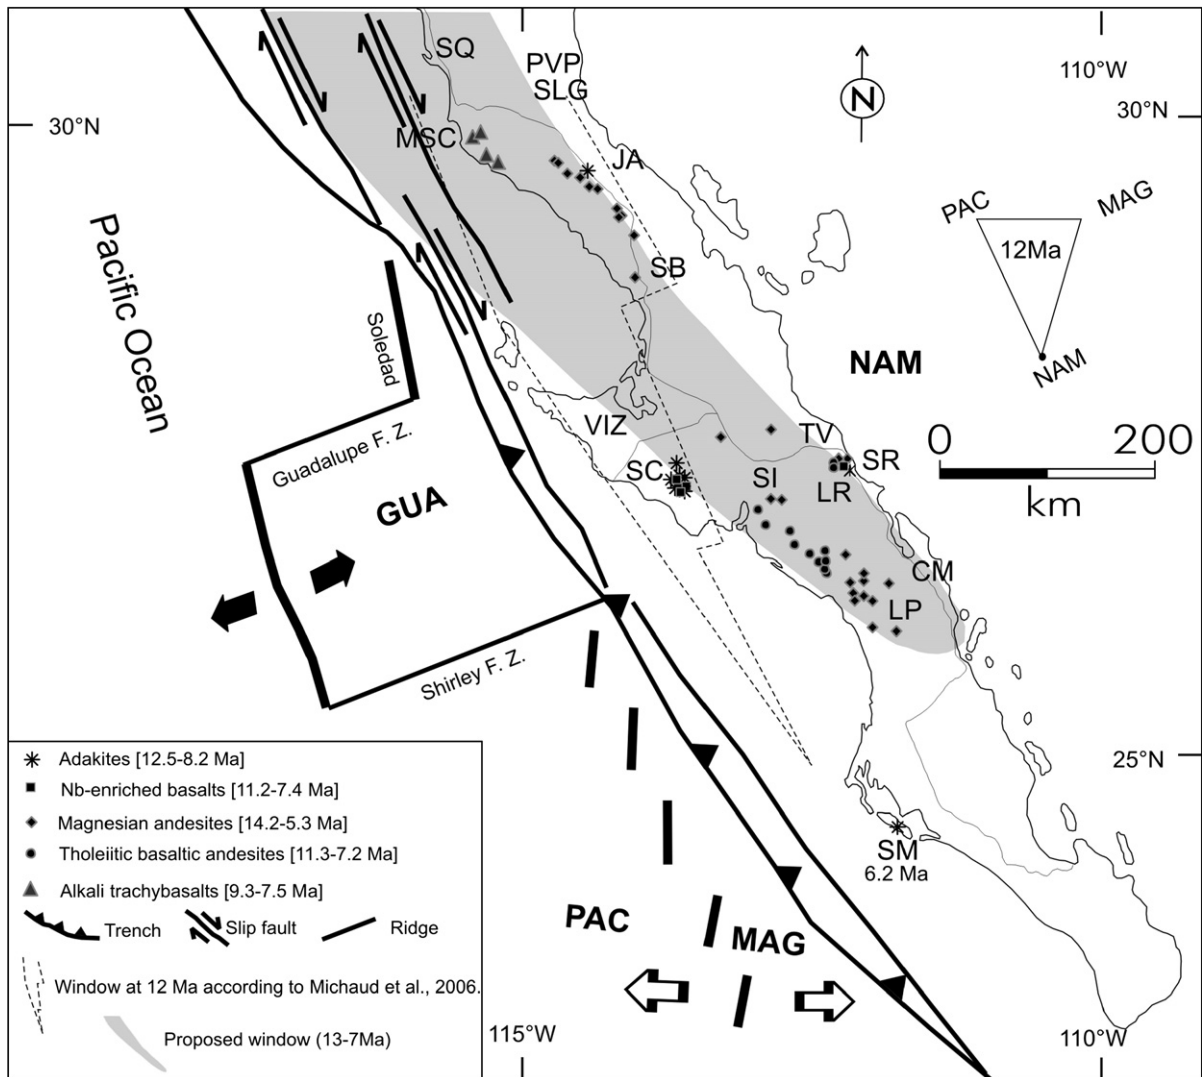 SQ
PVP
SLG
110°W
30°N
30°N
N
MSC
JA
PAC
MAG
12Ma
NAM
Pacific Ocean
SB
Soledad
NAM
0 200
km
VIZ
TV
SR
SC
SI
LR
Guadalupe F. Z.
GUA
CM
LP
Shirley F. Z.
25°N
SM
6.2 Ma
PAC
MAG
115°W
110°W
Adakites [12.5-8.2 Ma]
Nb-enriched basalts [11.2-7.4 Ma]
Magnesian andesites [14.2-5.3 Ma]
Tholeiitic basaltic andesites [11.3-7.2 Ma]
Alkali trachybasalts [9.3-7.5 Ma]
Trench Slip fault Ridge
Window at 12 Ma according to Michaud et al., 2006.
Proposed window (13-7Ma)